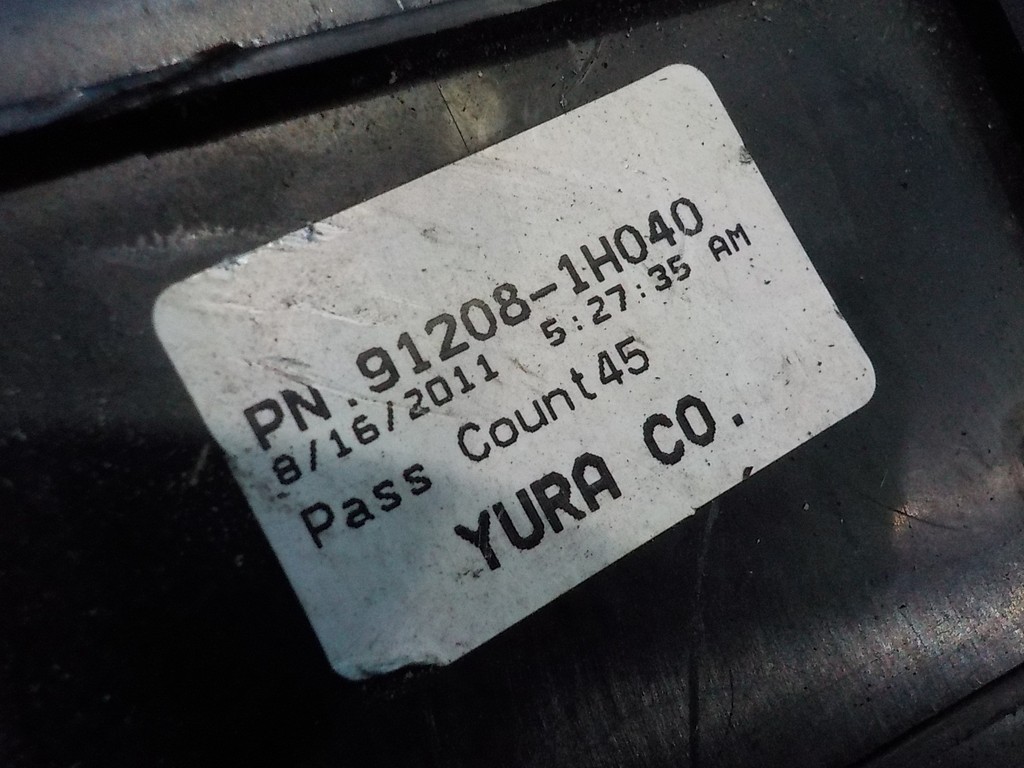 PN.91208-1H040
8/16/2011 5:27:35 AM
Pass Count45
YURA CO.